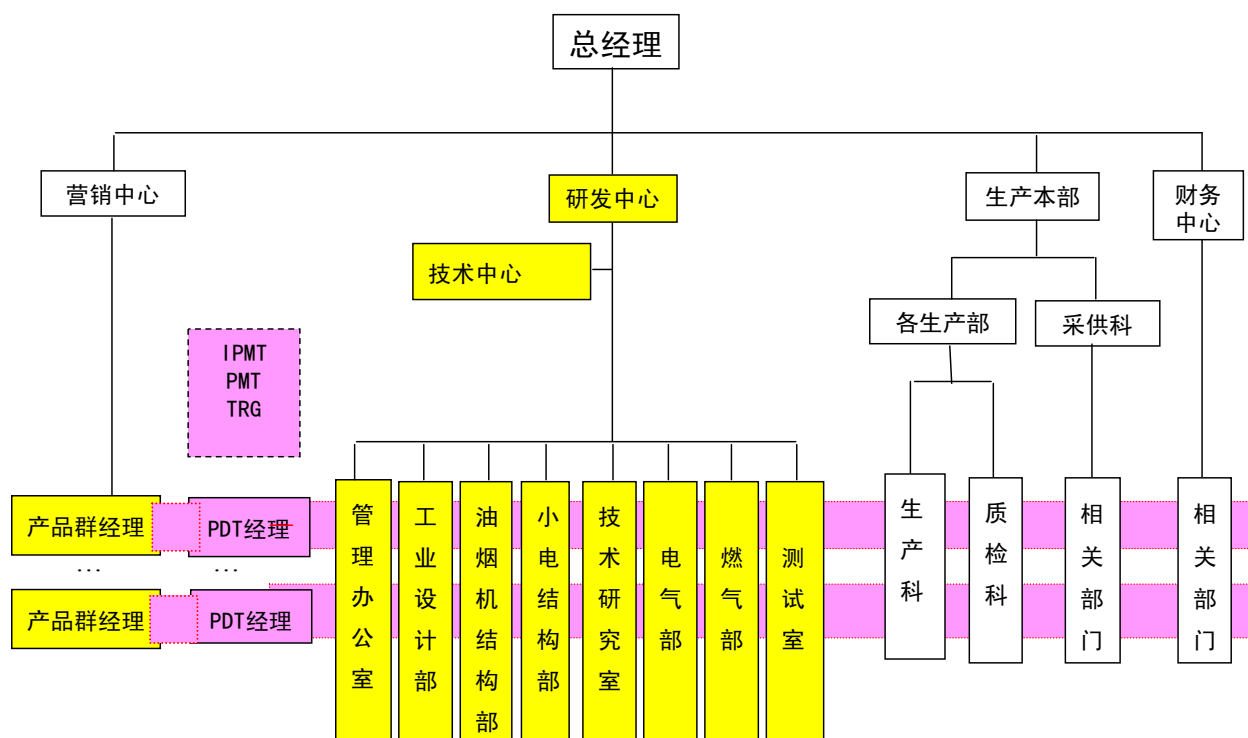 总经理
营销中心
研发中心
生产本部
财务
中心
技术中心
各生产部
采供科
IPMT
PMT
TRG
产品群经理
PDT经理
...
...
产品群经理
PDT经理
管理办公室
工业设计部
油烟机结构部
小电结构部
技术研究室
电气部
燃气部
测试室
生产科
质检科
相关部门
相关部门